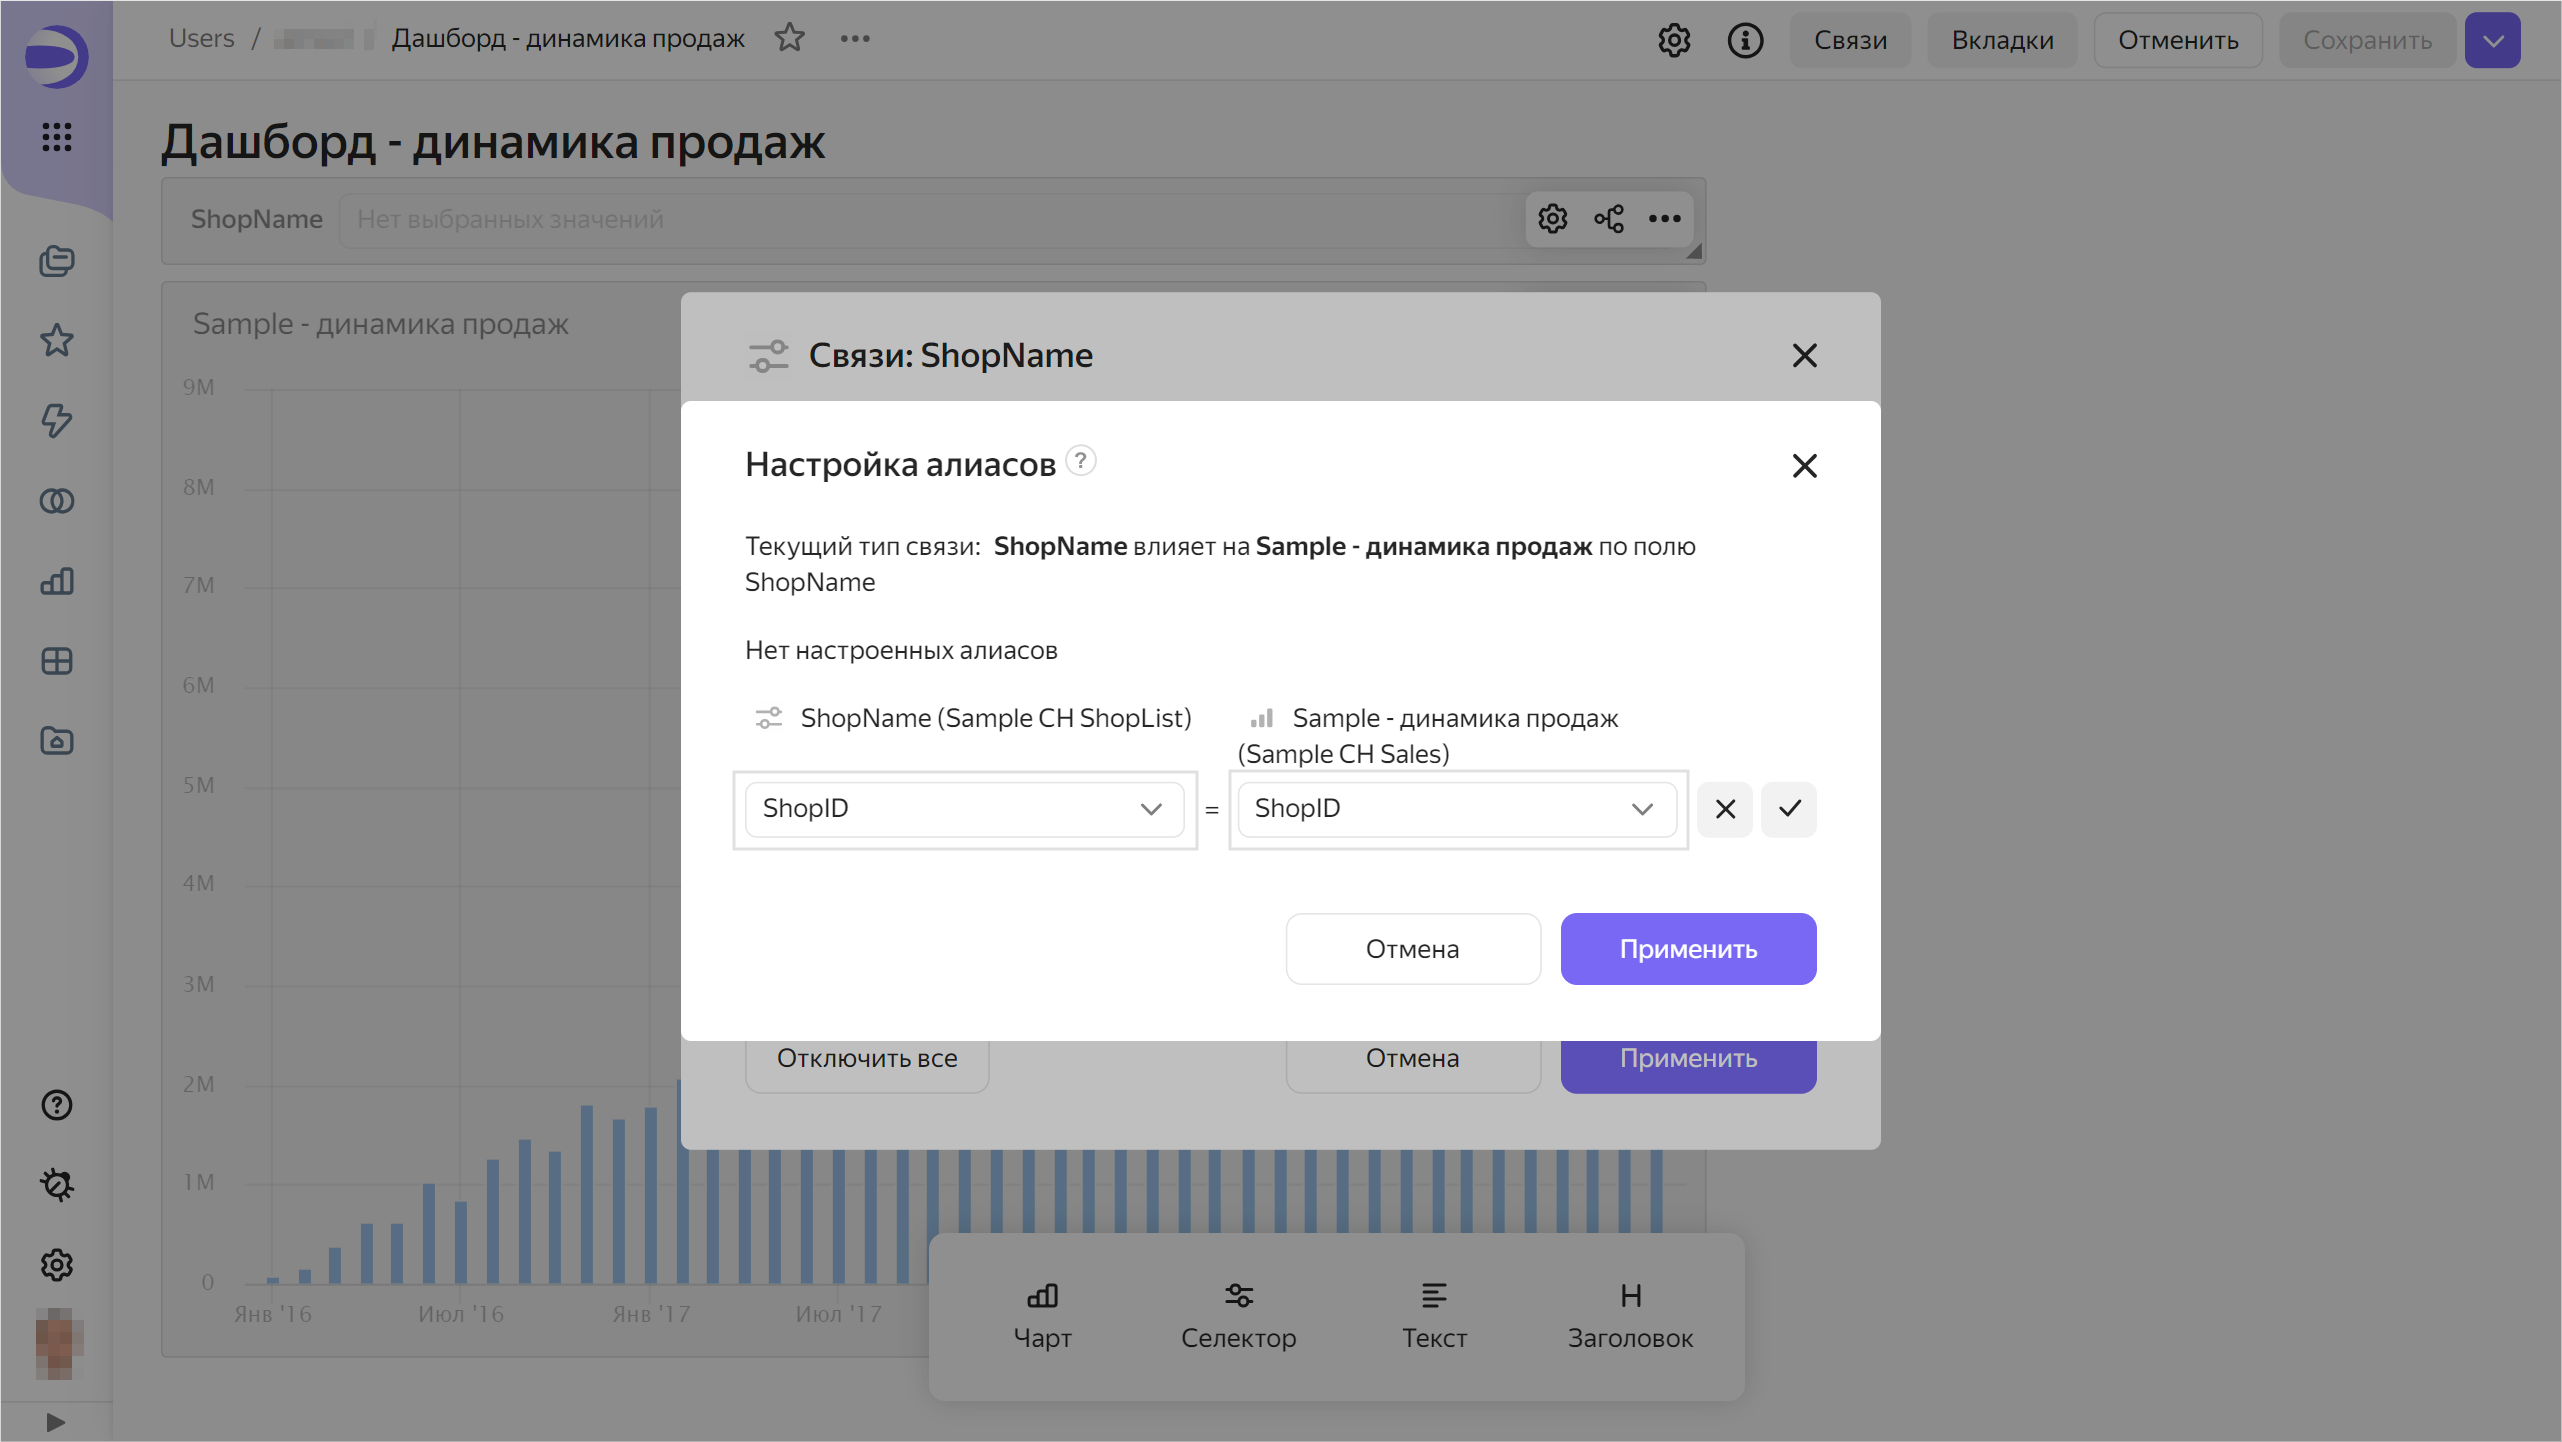 Users / Дашборд - динамика продаж
Связи
Вкладки
Отменить
Сохранить
Дашборд - динамика продаж
ShopName
Нет выбранных значений
Sample - динамика продаж
9M
8M
7M
6M
5M
4M
3M
2M
1M
0
Янв '16
Июл '16
Янв '17
Июл '17
Связи: ShopName
Настройка алиасов ?
Текущий тип связи: ShopName влияет на Sample - динамика продаж по полю
ShopName
Нет настроенных алиасов
ShopName (Sample CH ShopList)
Sample - динамика продаж
(Sample CH Sales)
ShopID
=
ShopID
Отмена
Применить
Отключить все
Отмена
Применить
Чарт
Селектор
Текст
H
Заголовок